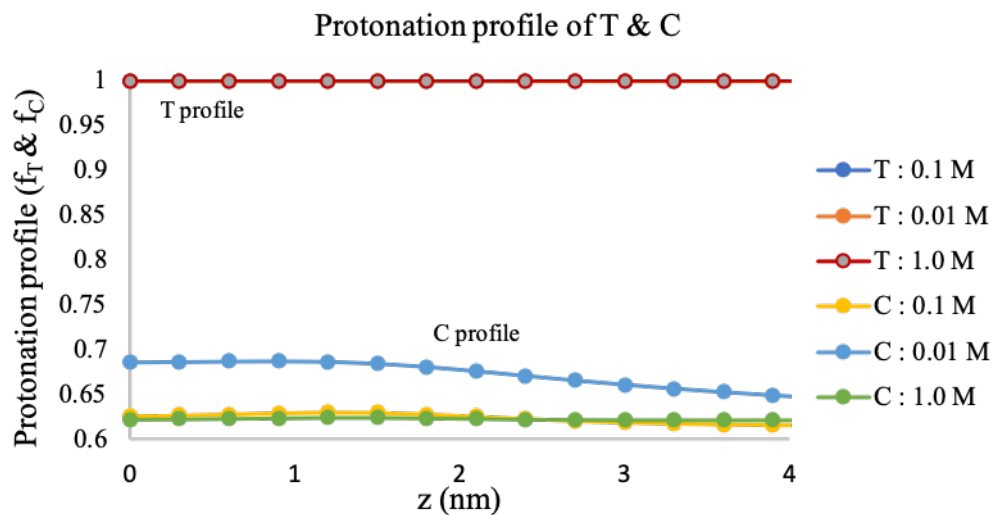 Protonation profile of T & C
Protonation profile (f_T & f_C)
1
0.95
0.9
0.85
0.8
0.75
0.7
0.65
0.6
T profile
C profile
0
1
2
3
4
z (nm)
T : 0.1 M
T : 0.01 M
T : 1.0 M
C : 0.1 M
C : 0.01 M
C : 1.0 M